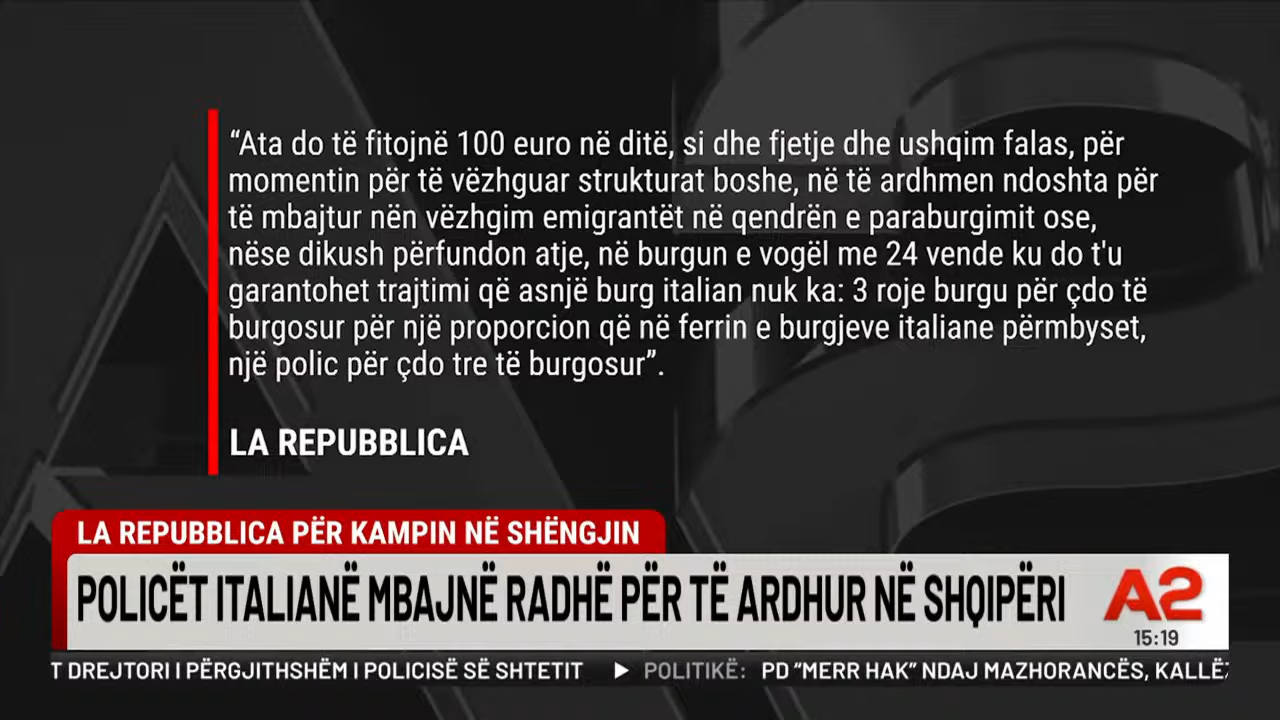 “Ata do të fitojnë 100 euro në ditë, si dhe fjetje dhe ushqim falas, për
momentin për të vëzhguar strukturat boshe, në të ardhmen ndoshta për
të mbajtur nën vëzhgim emigrantët në qendrën e paraburgimit ose,
nëse dikush përfundon atje, në burgun e vogël me 24 vende ku do t'u
garantohet trajtimi që asnjë burg italian nuk ka: 3 roje burgu për çdo të
burgosur për një proporcion që në ferrin e burgjeve italiane përmbyset,
një polic për çdo tre të burgosur”.
LA REPUBBLICA
LA REPUBBLICA PËR KAMPIN NË SHËNGJIN
POLICËT ITALIANË MBAJNË RADHË PËR TË ARDHUR NË SHQIPËRI
A2
15:19
T DREJTORI I PËRGJITHSHËM I POLICISË SË SHTETIT ▶ POLITIKË: PD “MERR HAK” NDAJ MAZHORANCËS, KALLËZ